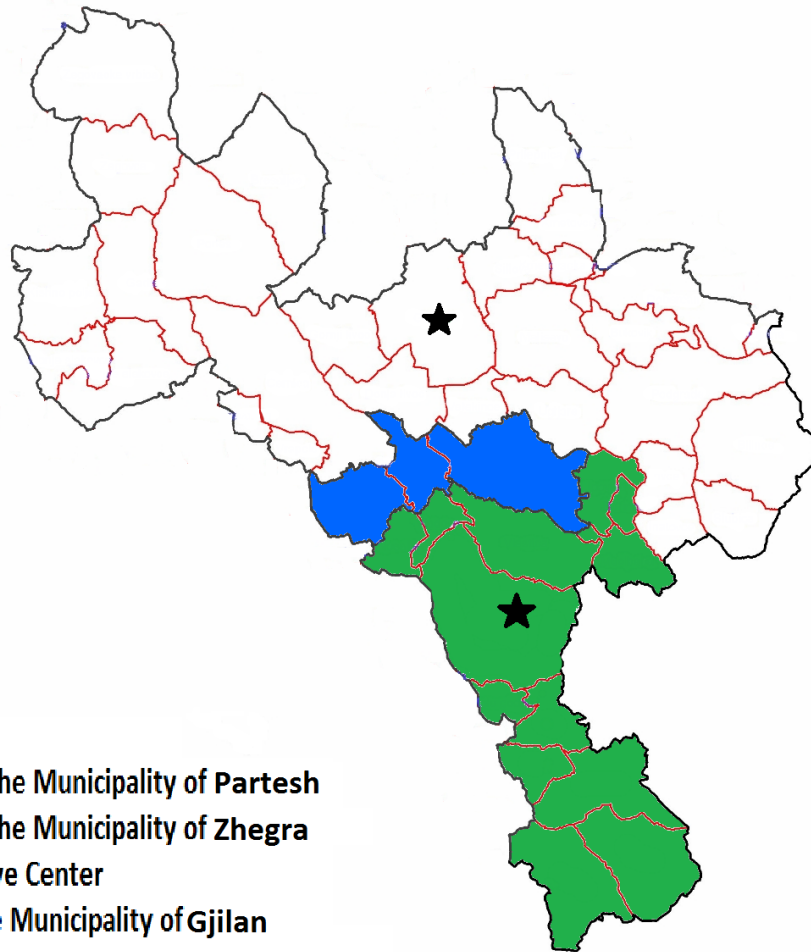 he Municipality of Partesh
he Municipality of Zhegra
ve Center
e Municipality of Gjilan